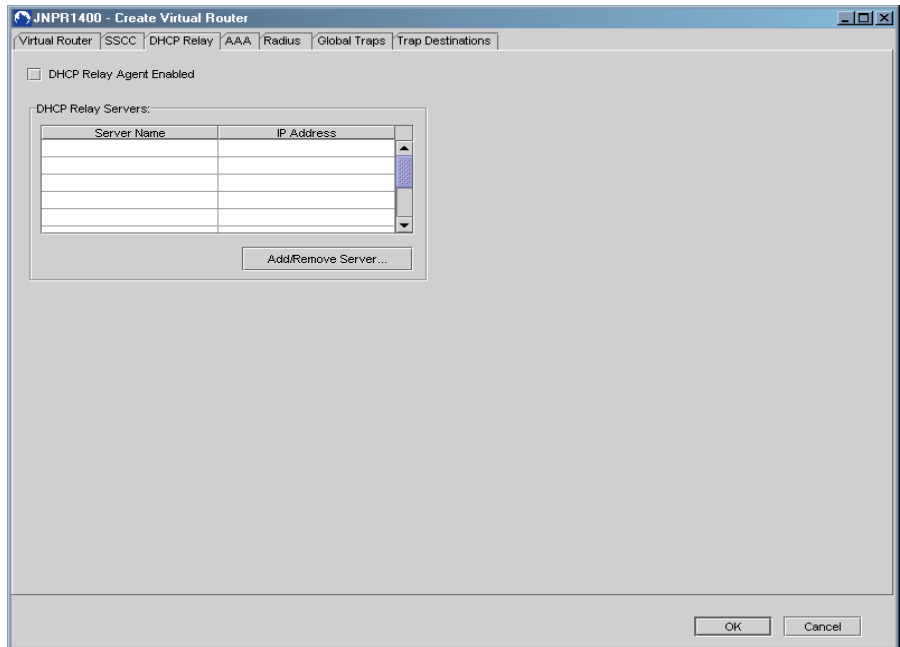 JNPR1400 - Create Virtual Router
Virtual Router SSCC DHCP Relay AAA Radius Global Traps Trap Destinations
DHCP Relay Agent Enabled
DHCP Relay Servers:
Server Name IP Address
Add/Remove Server...
OK Cancel